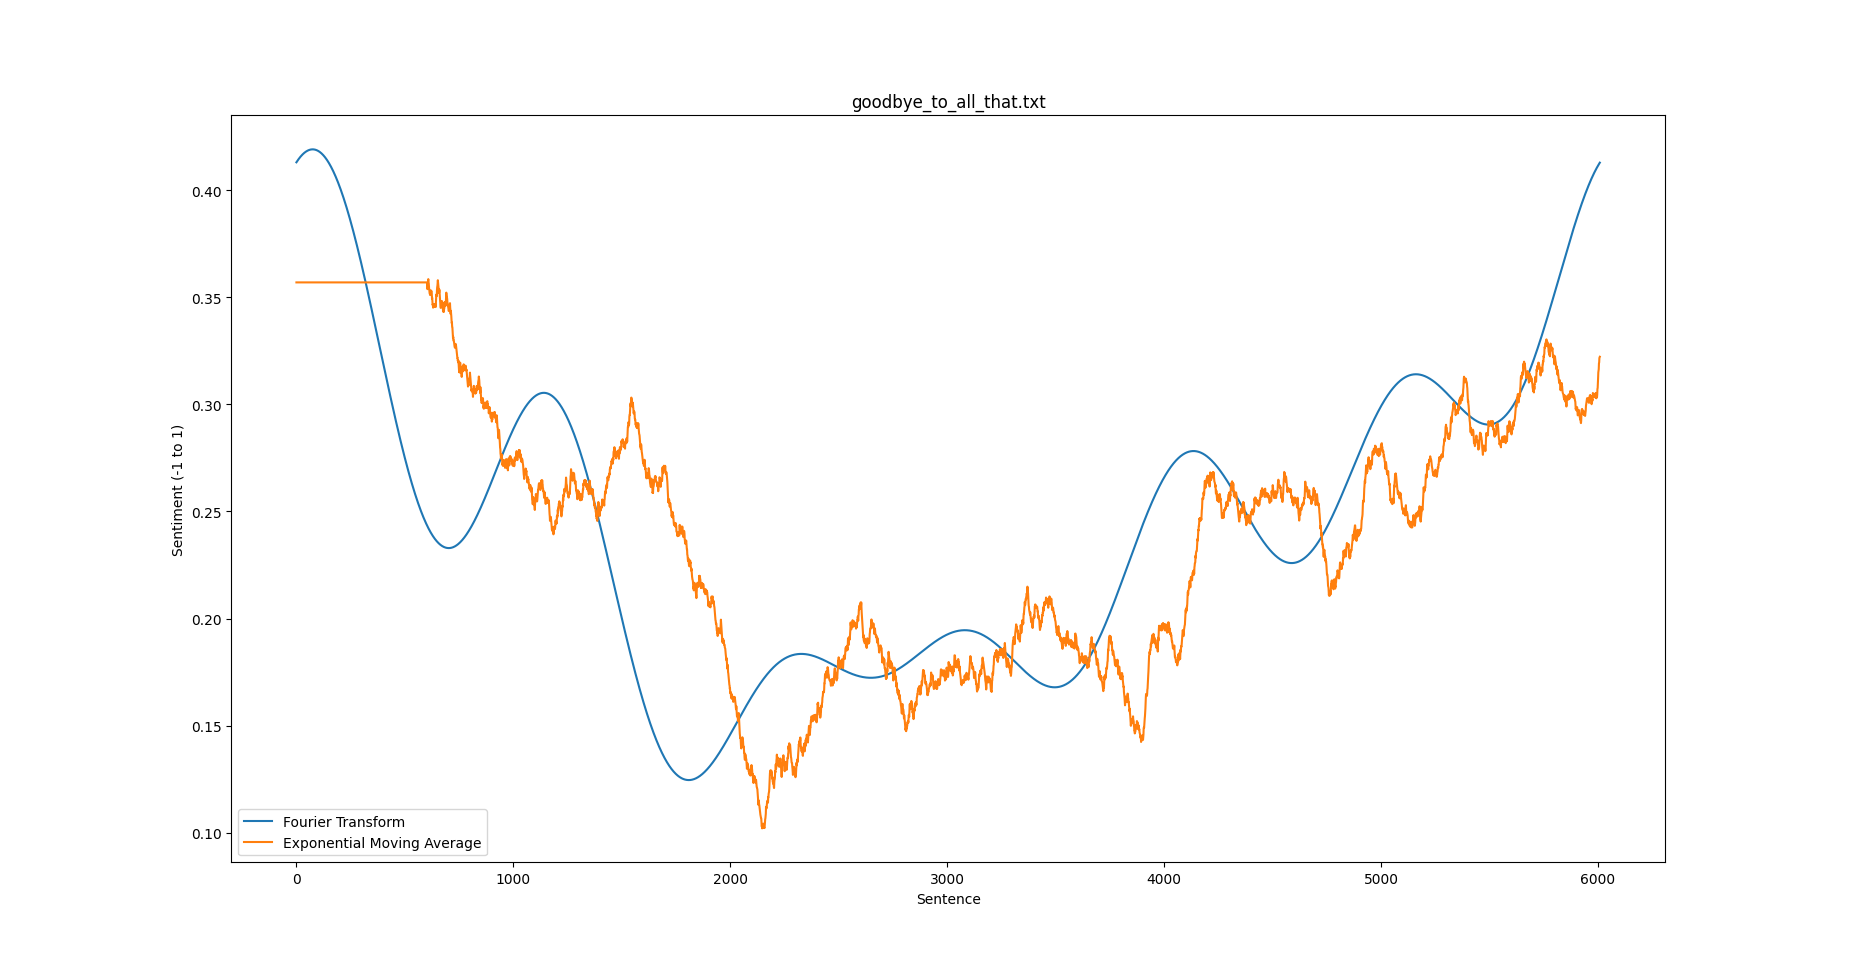 goodbye_to_all_that.txt
Sentiment (-1 to 1)
0.40
0.35
0.30
0.25
0.20
0.15
0.10
Fourier Transform
Exponential Moving Average
0 1000 2000 3000 4000 5000 6000
Sentence